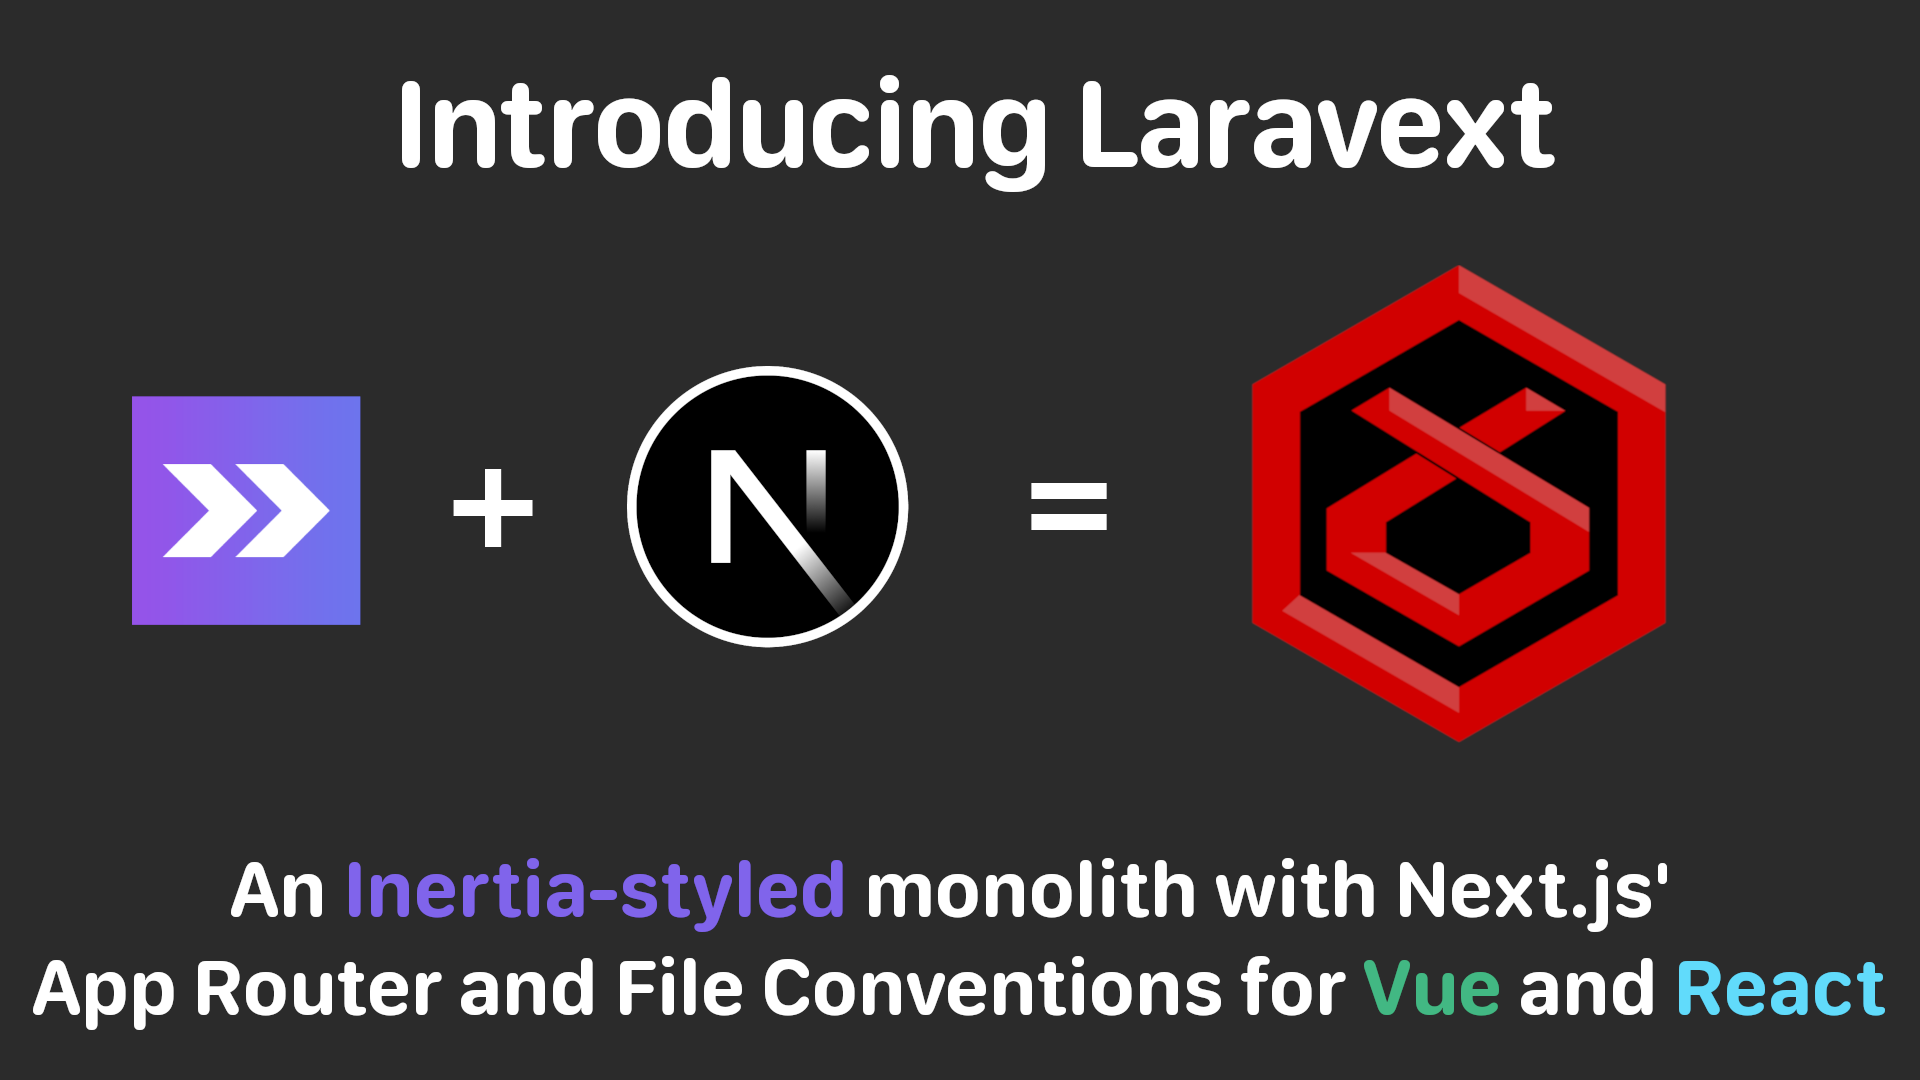 Introducing Laravext
N
+
=
An Inertia-styled monolith with Next.js'
App Router and File Conventions for Vue and React